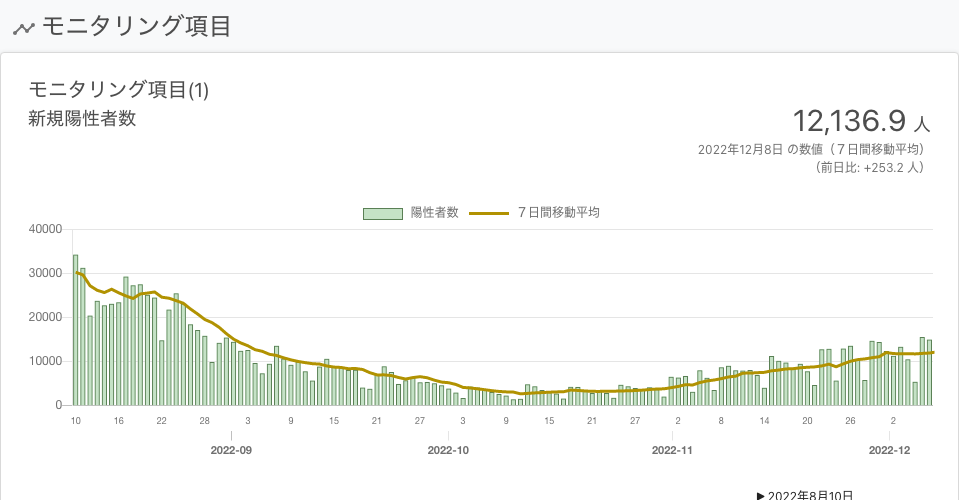 モニタリング項目
モニタリング項目(1)
新規陽性者数
12,136.9 人
2022年12月8日 の数値（７日間移動平均）
（前日比: +253.2 人）
陽性者数 ７日間移動平均
40000
30000
20000
10000
0
10 16 22 28 3 9 15 21 27 3 9 15 21 27 2 8 14 20 26 2
2022-09 2022-10 2022-11 2022-12
▶ 2022年8月10日